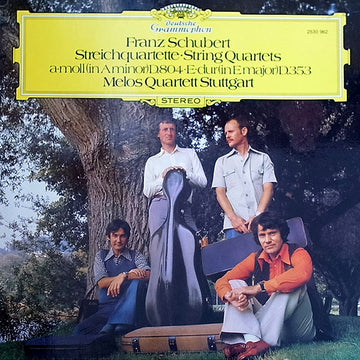 Deutsche
Grammophon
2530 962
Franz Schubert
Streichquartette·String Quartets
a-moll(in A minor)D.804·E-dur(in E major)D.353
Melos Quartett Stuttgart
STEREO